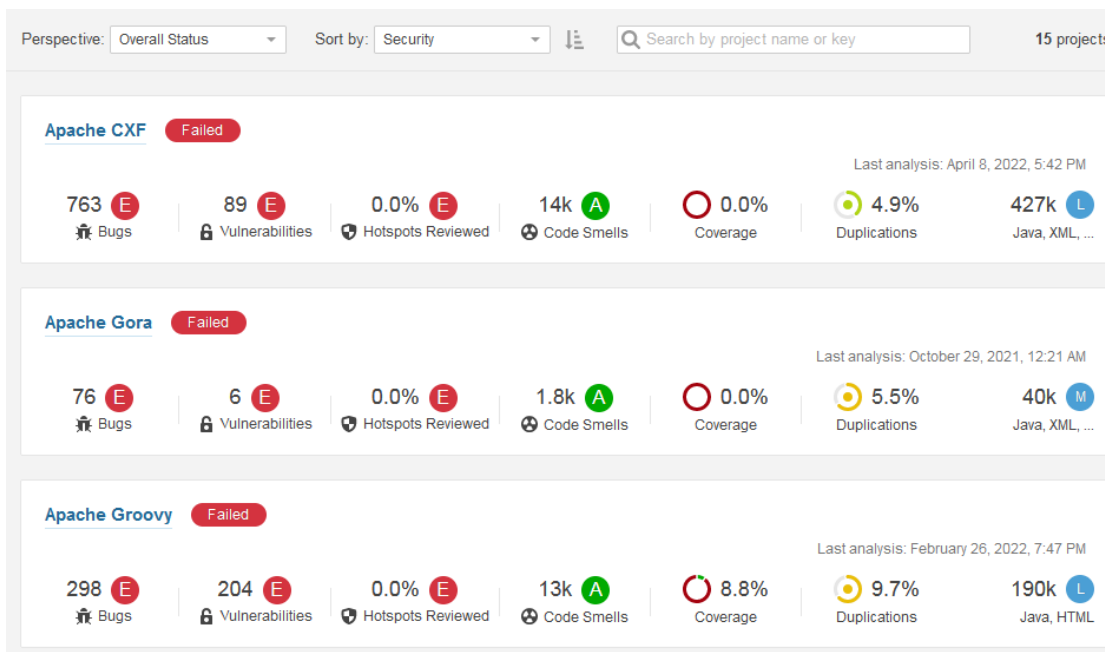 Perspective: Overall Status Sort by: Security Search by project name or key 15 projects
Apache CXF Failed
Last analysis: April 8, 2022, 5:42 PM
763 E 89 E 0.0% E 14k A 0.0% 4.9% 427k L
Bugs Vulnerabilities Hotspots Reviewed Code Smells Coverage Duplications Java, XML, ...
Apache Gora Failed
Last analysis: October 29, 2021, 12:21 AM
76 E 6 E 0.0% E 1.8k A 0.0% 5.5% 40k M
Bugs Vulnerabilities Hotspots Reviewed Code Smells Coverage Duplications Java, XML, ...
Apache Groovy Failed
Last analysis: February 26, 2022, 7:47 PM
298 E 204 E 0.0% E 13k A 8.8% 9.7% 190k L
Bugs Vulnerabilities Hotspots Reviewed Code Smells Coverage Duplications Java, HTML